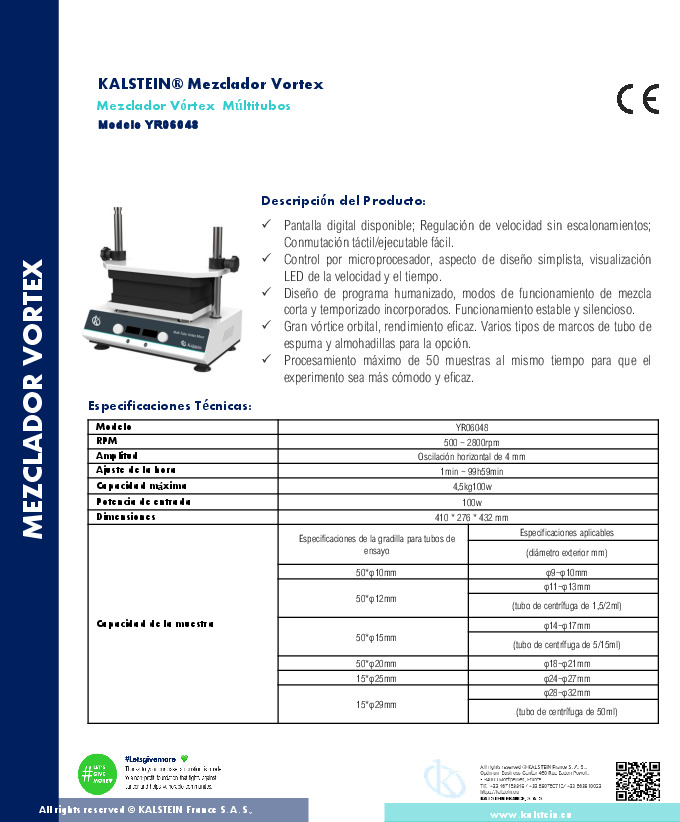 KALSTEIN® Mezclador Vortex
Mezclador Vórtex Múltitubos
Modelo YR06048
CE
MEZCLADOR VORTEX
Descripción del Producto:
✓ Pantalla digital disponible; Regulación de velocidad sin escalonamientos;
Conmutación táctil/ejecutable fácil.
✓ Control por microprocesador, aspecto de diseño simplista, visualización
LED de la velocidad y el tiempo.
✓ Diseño de programa humanizado, modos de funcionamiento de mezcla
corta y temporizado incorporados. Funcionamiento estable y silencioso.
✓ Gran vórtice orbital, rendimiento eficaz. Varios tipos de marcos de tubo de
espuma y almohadillas para la opción.
✓ Procesamiento máximo de 50 muestras al mismo tiempo para que el
experimento sea más cómodo y eficaz.
Especificaciones Técnicas:
Modelo YR06048
RPM 500 ~ 2800rpm
Amplitud Oscilación horizontal de 4 mm
Ajuste de la hora 1min ~ 99h59min
Capacidad máxima 4,5kg100w
Potencia de entrada 100w
Dimensiones 410 * 276 * 432 mm
Capacidad de la muestra
Especificaciones de la gradilla para tubos de
ensayo
Especificaciones aplicables
(diámetro exterior mm)
50*φ10mm φ9~φ10mm
50*φ12mm φ11~φ13mm
(tubo de centrífuga de 1,5/2ml)
50*φ15mm φ14~φ17mm
(tubo de centrífuga de 5/15ml)
50*φ20mm φ18~φ21mm
15*φ25mm φ24~φ27mm
15*φ29mm φ28~φ32mm
(tubo de centrífuga de 50ml)
#LET'S
GIVE
MORE
#Letsgivemore
All rights reserved © KALSTEIN France S. A. S.,
KALSTEIN FRANCE, S. A. S
All rights reserved © KALSTEIN France S. A. S.,
www.kalstein.eu